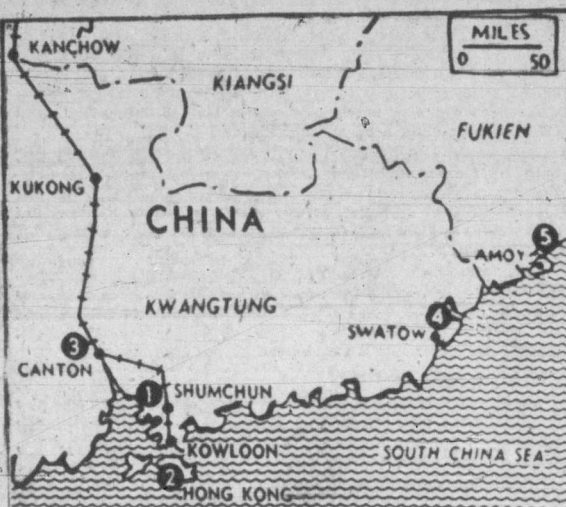 KANCHOW
MILES
0 50
KIANGSI
FUKIEN
KUKONG
CHINA
5
AMOY
KWANGTUNG
4
SWATOW
3
CANTON
1
SHUMCHUN
KOWLOON
SOUTH CHINA SEA
2
HONG KONG